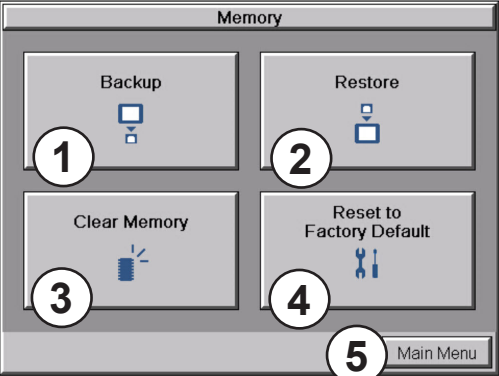 Memory
Backup
Restore
1
2
Clear Memory
Reset to
Factory Default
3
4
5
Main Menu